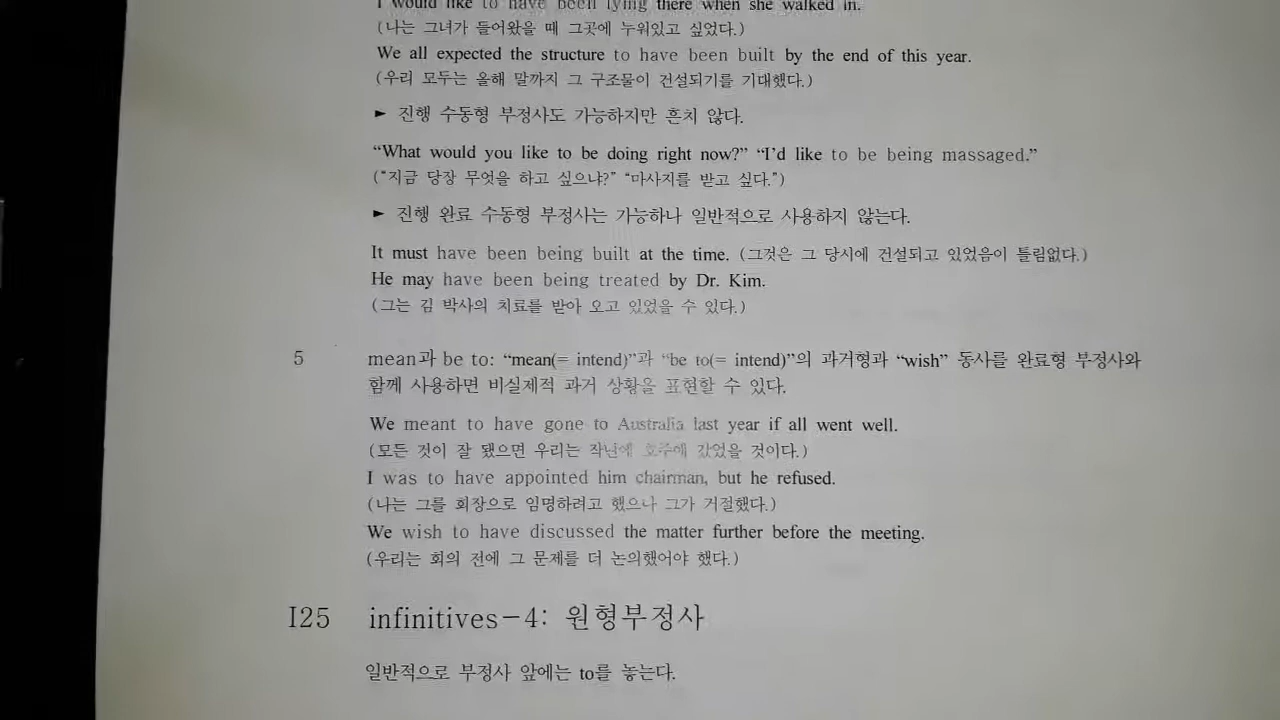 I would like to have been lying there when she walked in.
(나는 그녀가 들어왔을 때 그곳에 누워있고 싶었다.)
We all expected the structure to have been built by the end of this year.
(우리 모두는 올해 말까지 그 구조물이 건설되기를 기대했다.)
► 진행 수동형 부정사도 가능하지만 흔치 않다.
“What would you like to be doing right now?” “I’d like to be being massaged.”
(“지금 당장 무엇을 하고 싶으냐?” “마사지를 받고 싶다.”)
► 진행 완료 수동형 부정사는 가능하나 일반적으로 사용하지 않는다.
It must have been being built at the time. (그것은 그 당시에 건설되고 있었음이 틀림없다.)
He may have been being treated by Dr. Kim.
(그는 김 박사의 치료를 받아 오고 있었을 수 있다.)
5 mean과 be to: “mean(= intend)”과 “be to(= intend)”의 과거형과 “wish” 동사를 완료형 부정사와
함께 사용하면 비실제적 과거 상황을 표현할 수 있다.
We meant to have gone to Australia last year if all went well.
(모든 것이 잘 됐으면 우리는 작년에 호주에 갔었을 것이다.)
I was to have appointed him chairman, but he refused.
(나는 그를 회장으로 임명하려고 했으나 그가 거절했다.)
We wish to have discussed the matter further before the meeting.
(우리는 회의 전에 그 문제를 더 논의했어야 했다.)
I25 infinitives-4: 원형부정사
일반적으로 부정사 앞에는 to를 놓는다.